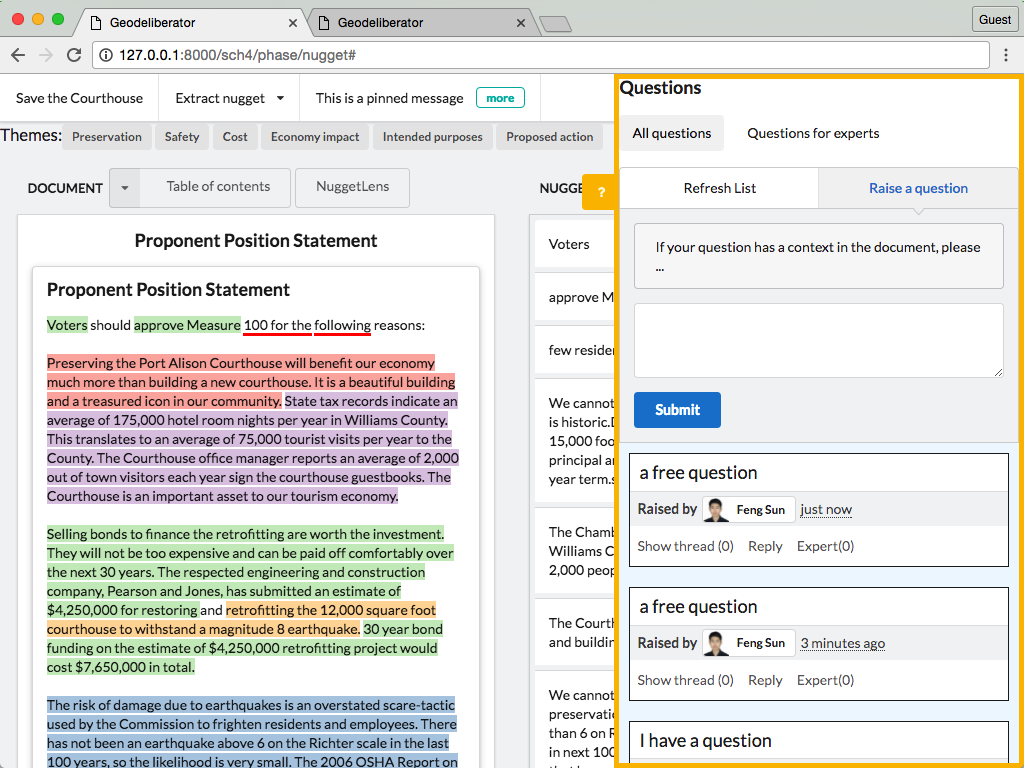 Geodeliberator
Geodeliberator
Guest
127.0.0.1:8000/sch4/phase/nugget#
Save the Courthouse
Extract nugget
This is a pinned message
more
Themes:
Preservation
Safety
Cost
Economy impact
Intended purposes
Proposed action
DOCUMENT
Table of contents
NuggetLens
Proponent Position Statement
Proponent Position Statement
Voters should approve Measure 100 for the following reasons:
Preserving the Port Alison Courthouse will benefit our economy
much more than building a new courthouse. It is a beautiful building
and a treasured icon in our community. State tax records indicate an
average of 175,000 hotel room nights per year in Williams County.
This translates to an average of 75,000 tourist visits per year to the
County. The Courthouse office manager reports an average of 2,000
out of town visitors each year sign the courthouse guestbooks. The
Courthouse is an important asset to our tourism economy.
Selling bonds to finance the retrofitting are worth the investment.
They will not be too expensive and can be paid off comfortably over
the next 30 years. The respected engineering and construction
company, Pearson and Jones, has submitted an estimate of
$4,250,000 for restoring and retrofitting the 12,000 square foot
courthouse to withstand a magnitude 8 earthquake. 30 year bond
funding on the estimate of $4,250,000 retrofitting project would
cost $7,650,000 in total.
The risk of damage due to earthquakes is an overstated scare-tactic
used by the Commission to frighten residents and employees. There
has not been an earthquake above 6 on the Richter scale in the last
100 years, so the likelihood is very small. The 2006 OSHA Report on
NUGGE
?
Voters
approve M
few reside
We cannot
is historic.
15,000 foo
principal a
year term.s
The Cham
Williams C
2,000 peop
The Court
and buildin
We cannot
preservati
than 6 on R
in next 100
Questions
All questions
Questions for experts
Refresh List
Raise a question
If your question has a context in the document, please
...
Submit
a free question
Raised by Feng Sun just now
Show thread (0) Reply Expert(0)
a free question
Raised by Feng Sun 3 minutes ago
Show thread (0) Reply Expert(0)
I have a question